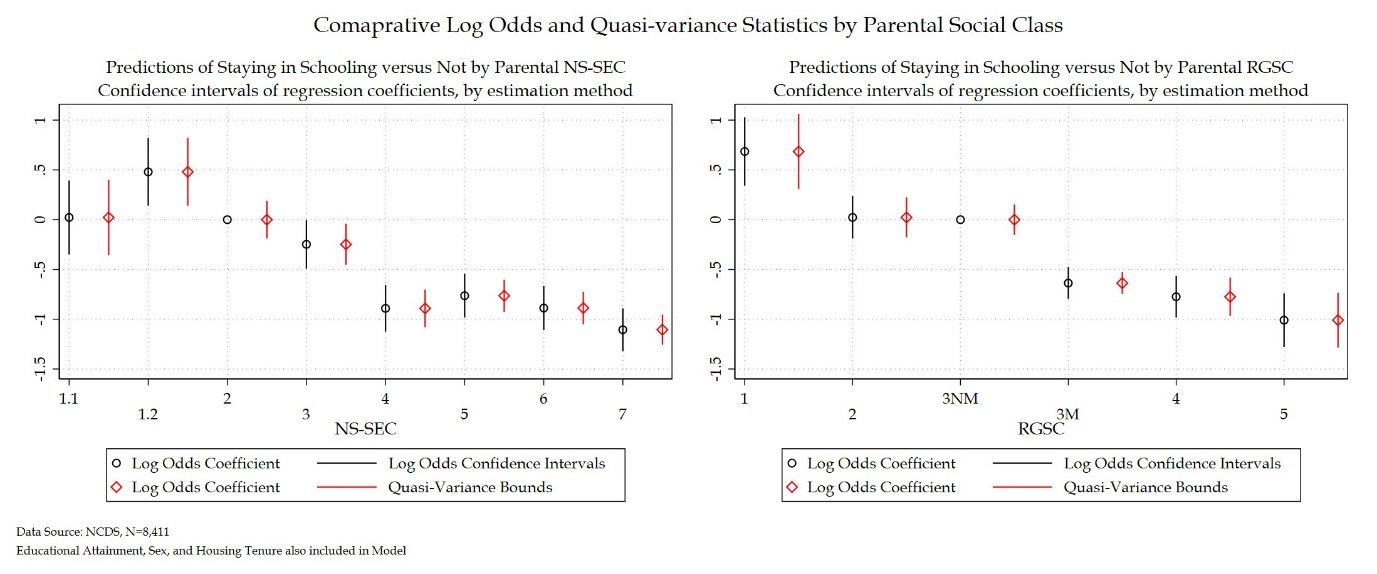 Comaprative Log Odds and Quasi-variance Statistics by Parental Social Class
Predictions of Staying in Schooling versus Not by Parental NS-SEC
Confidence intervals of regression coefficients, by estimation method
1
.5
0
-.5
-1
-1.5
1.1
1.2
2
3
4
5
6
7
NS-SEC
Log Odds Coefficient
Log Odds Confidence Intervals
Log Odds Coefficient
Quasi-Variance Bounds
Predictions of Staying in Schooling versus Not by Parental RGSC
Confidence intervals of regression coefficients, by estimation method
1
.5
0
-.5
-1
-1.5
1
2
3NM
3M
4
5
RGSC
Log Odds Coefficient
Log Odds Confidence Intervals
Log Odds Coefficient
Quasi-Variance Bounds
Data Source: NCDS, N=8,411
Educational Attainment, Sex, and Housing Tenure also included in Model